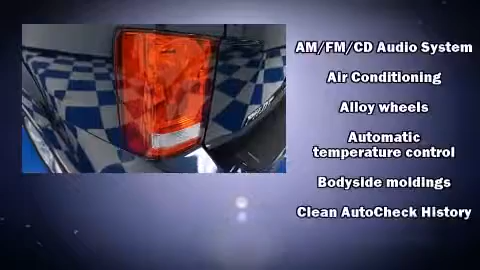 AM/FM/CD Audio System
Air Conditioning
Alloy wheels
Automatic
temperature control
Bodyside moldings
Clean AutoCheck History